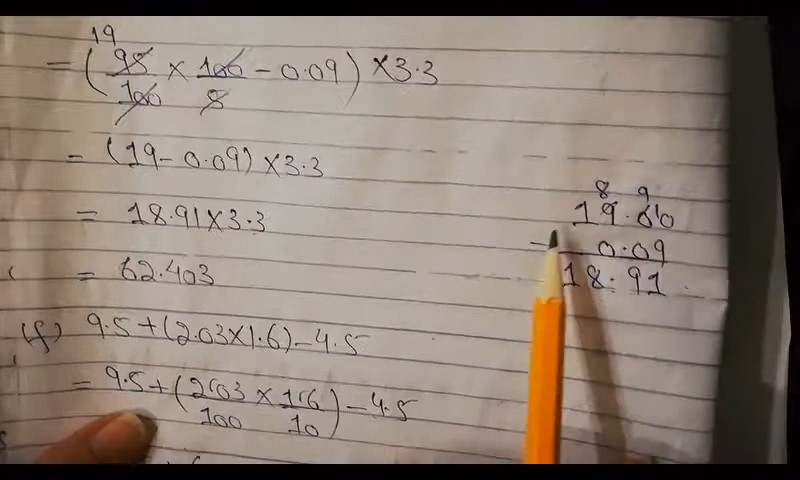 19
= (95/100 × 100/5 - 0.09) × 3.3
= (19 - 0.09) × 3.3
= 18.91 × 3.3
= 62.403
8 9
19.00
- 0.09
18.91
(f) 9.5 + (2.03 × 1.6) - 4.5
= 9.5 + (203/100 × 16/10) - 4.5